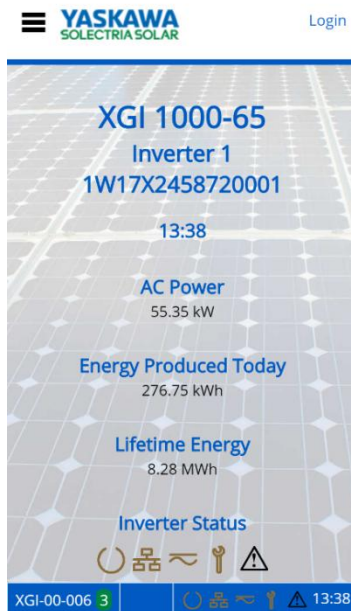 YASKAWA
SOLECTRIA SOLAR
Login
XGI 1000-65
Inverter 1
1W17X2458720001
13:38
AC Power
55.35 kW
Energy Produced Today
276.75 kWh
Lifetime Energy
8.28 MWh
Inverter Status
XGI-00-006 3
13:38